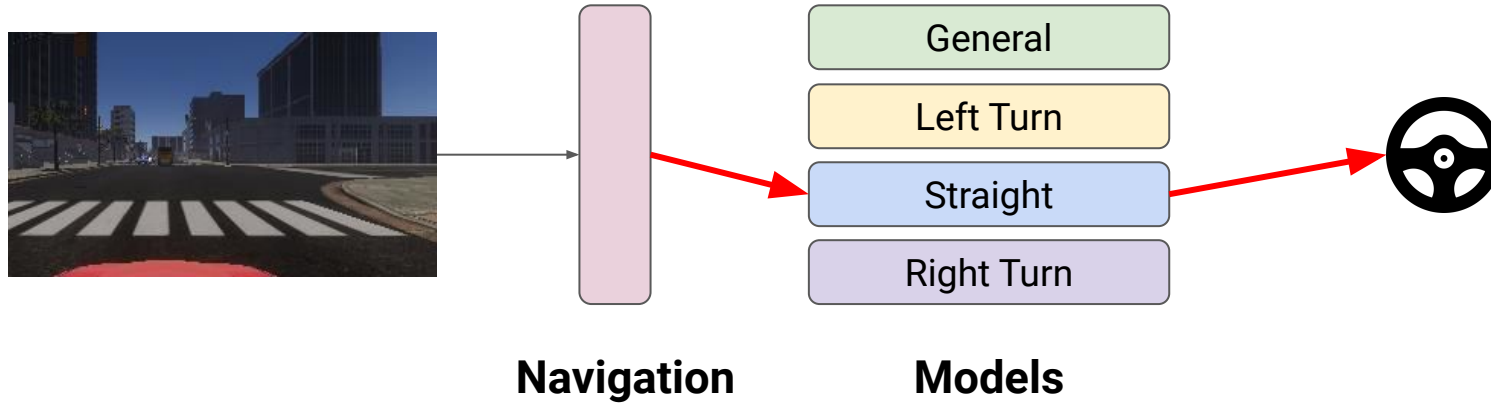 General
Left Turn
Straight
Right Turn
Navigation
Models